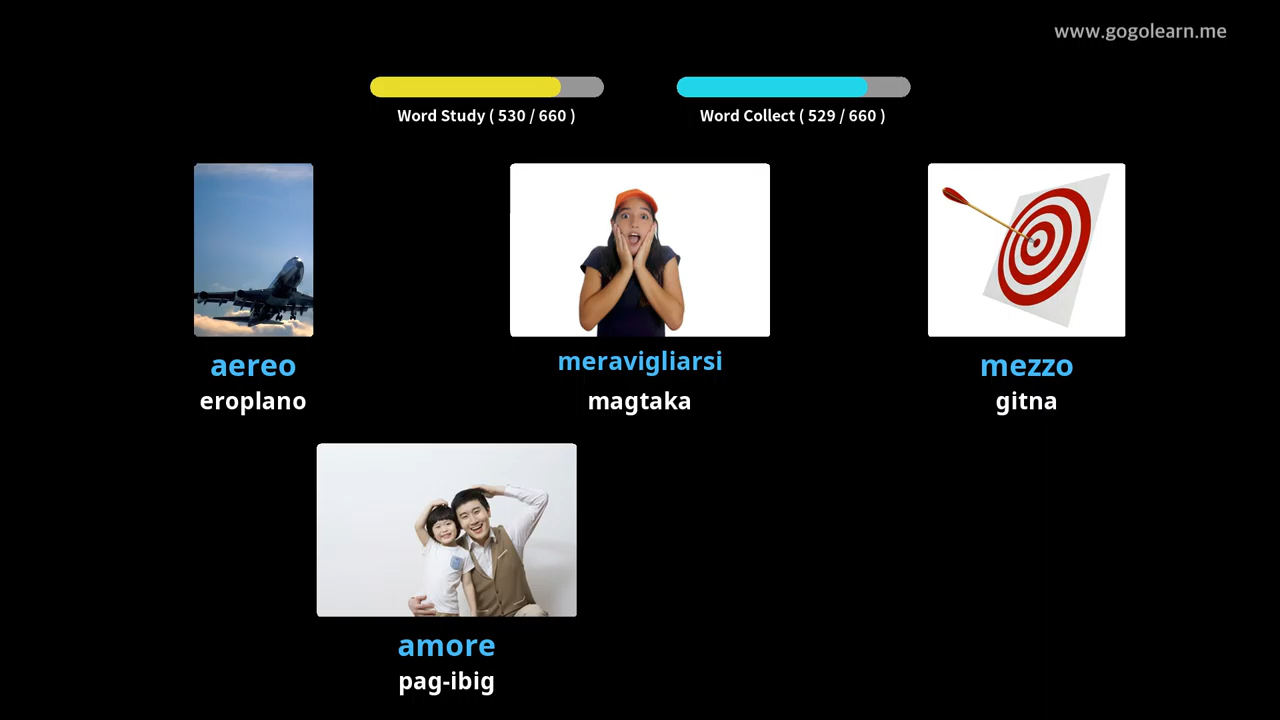 www.gogolearn.me
Word Study ( 530 / 660 )
Word Collect ( 529 / 660 )
aereo
eroplano
meravigliarsi
magtaka
mezzo
gitna
amore
pag-ibig